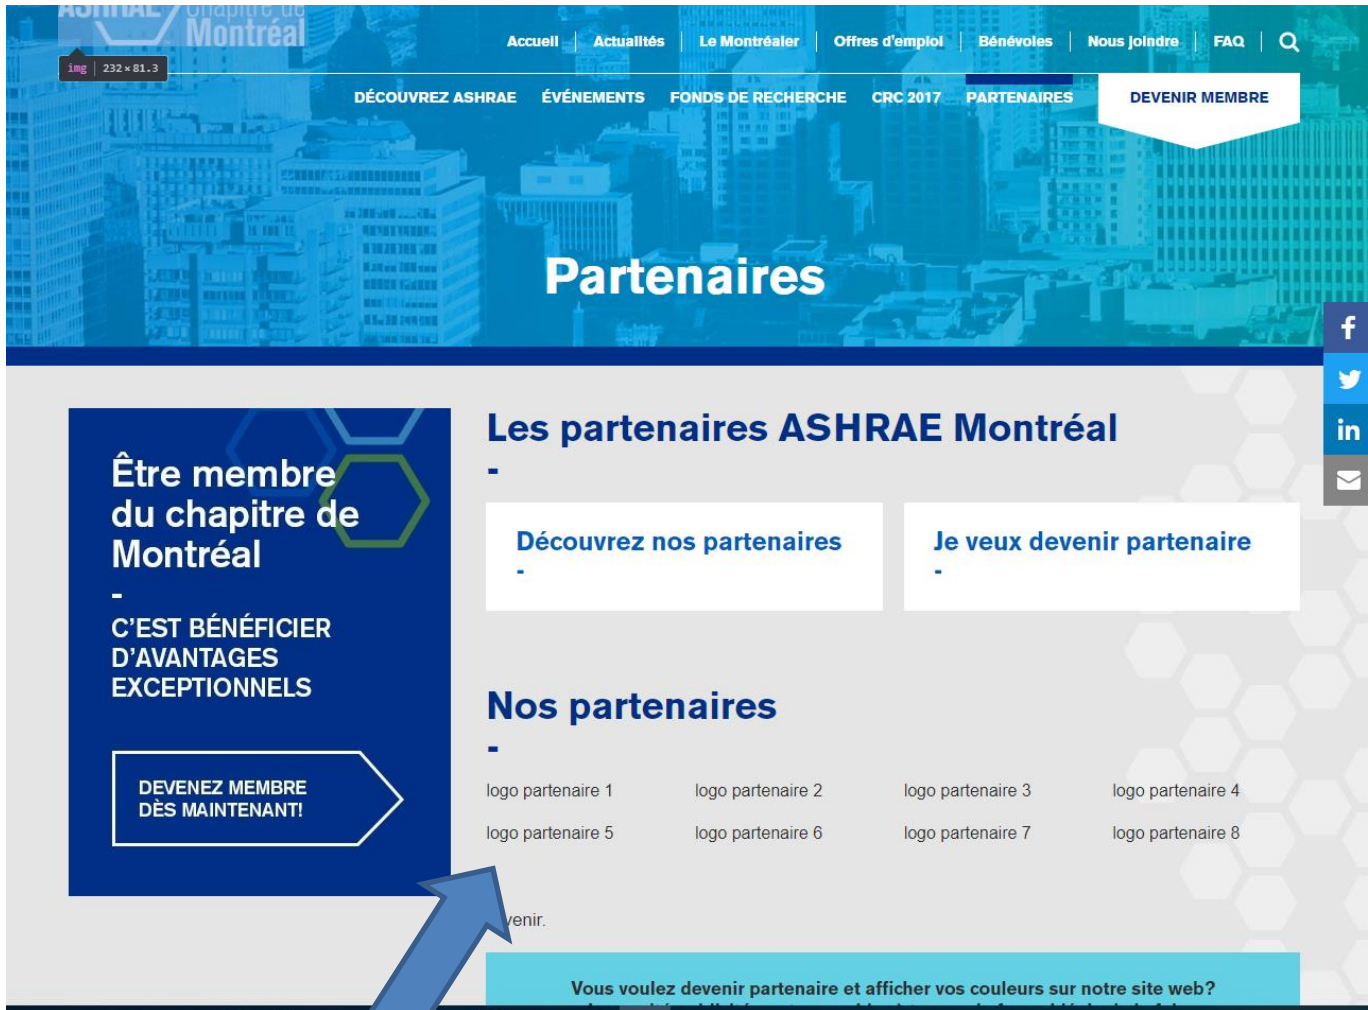 ASHRAE Chapitre de
Montréal
img 232 × 81.3
Accueil Actualités Le Montréaler Offres d'emploi Bénévoles Nous joindre FAQ
DÉCOUVREZ ASHRAE ÉVÉNEMENTS FONDS DE RECHERCHE CRC 2017 PARTENAIRES DEVENIR MEMBRE
Partenaires
Être membre
du chapitre de
Montréal
-
C'EST BÉNÉFICIER
D'AVANTAGES
EXCEPTIONNELS
DEVENEZ MEMBRE
DÈS MAINTENANT!
Les partenaires ASHRAE Montréal
-
Découvrez nos partenaires
-
Je veux devenir partenaire
-
Nos partenaires
-
logo partenaire 1 logo partenaire 2 logo partenaire 3 logo partenaire 4
logo partenaire 5 logo partenaire 6 logo partenaire 7 logo partenaire 8
venir.
Vous voulez devenir partenaire et afficher vos couleurs sur notre site web?
f
in